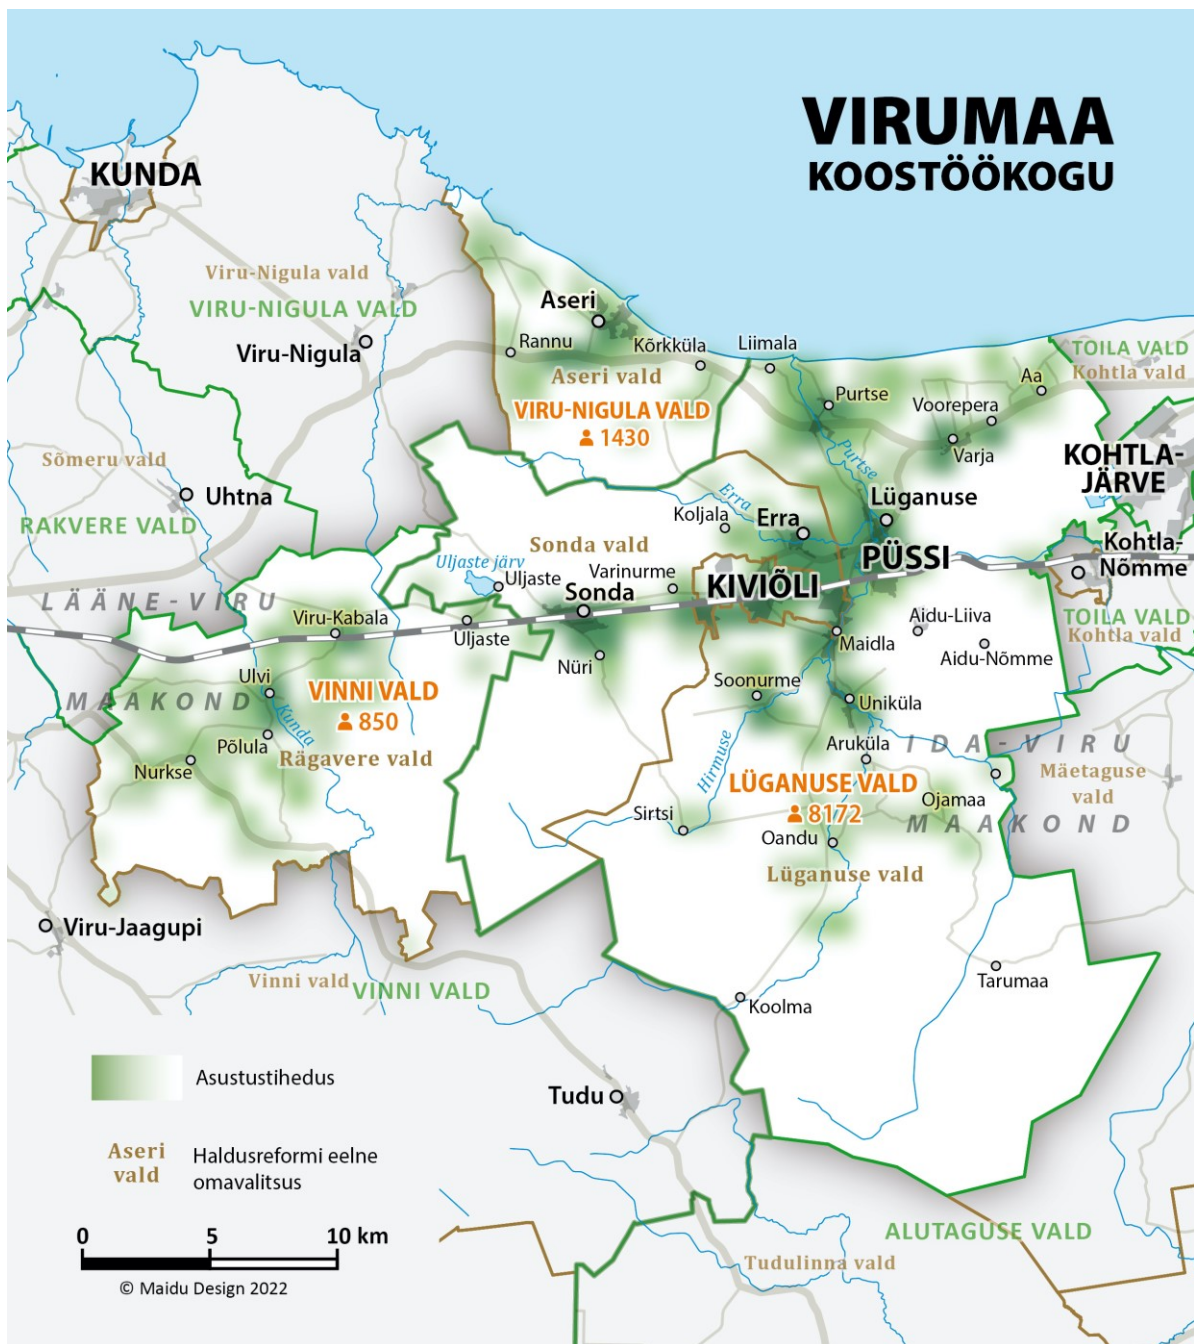 VIRUMAA
KOOSTÖÖKOGU
KUNDA
Viru-Nigula vald
VIRU-NIGULA VALD
Viru-Nigula
Aseri
Rannu
Kõrkküla
Liimala
Aseri vald
VIRU-NIGULA VALD
1430
Purtse
Voorepera
Aa
Varja
TOILA VALD
Kohtla vald
KOHTLA-
JÄRVE
Purtse
Sõmeru vald
Uhtna
RAKVERE VALD
Erra
Koljala
Erra
Lüganuse
Sonda vald
Uljaste järv
Uljaste
Varinurme
Sonda
KIVIÕLI
PÜSSI
Kohtla-
Nõmme
LÄÄNE-VIRU
MAAKOND
Viru-Kabala
Uljaste
Nüri
Maidla
Aidu-Liiva
Aidu-Nõmme
TOILA VALD
Kohtla vald
Ulvi
VINNI VALD
850
Kunda
Põlula
Nurkse
Rägavere vald
Soonurme
Uniküla
Hirmuse
Aruküla
IDA-VIRU
MAAKOND
Mäetaguse
vald
LÜGANUSE VALD
8172
Ojamaa
Sirtsi
Oandu
Lüganuse vald
Viru-Jaagupi
Vinni vald
VINNI VALD
Tarumaa
Koolma
Tudu
Asustustihedus
Aseri
vald
Haldusreformi eelne
omavalitsus
0 5 10 km
© Maidu Design 2022
ALUTAGUSE VALD
Tudulinna vald